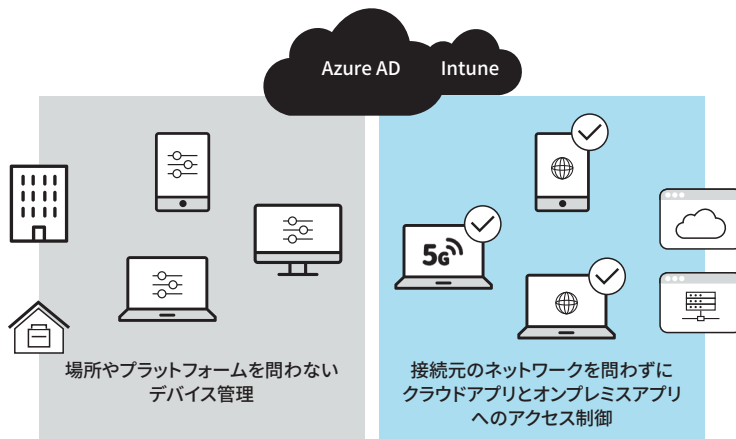 Azure AD
Intune
5G
場所やプラットフォームを問わない
デバイス管理
接続元のネットワークを問わずに
クラウドアプリとオンプレミスアプリ
へのアクセス制御